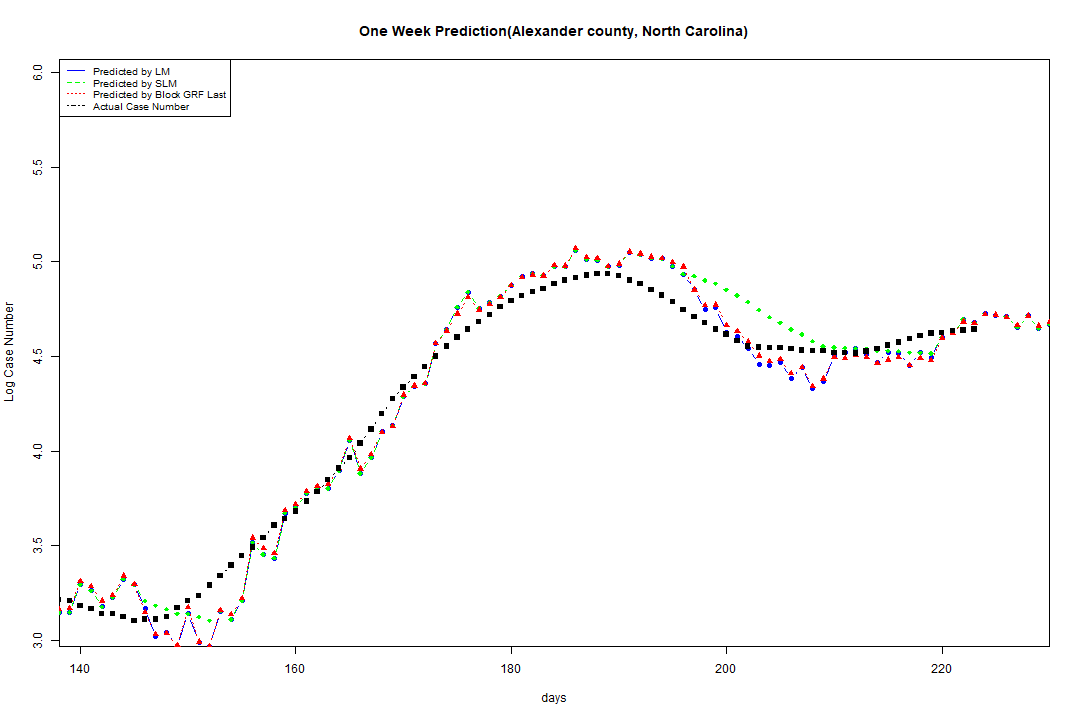 One Week Prediction(Alexander county, North Carolina)
Predicted by LM
Predicted by SLM
Predicted by Block GRF Last
Actual Case Number
Log Case Number
6.0
5.5
5.0
4.5
4.0
3.5
3.0
140 160 180 200 220
days